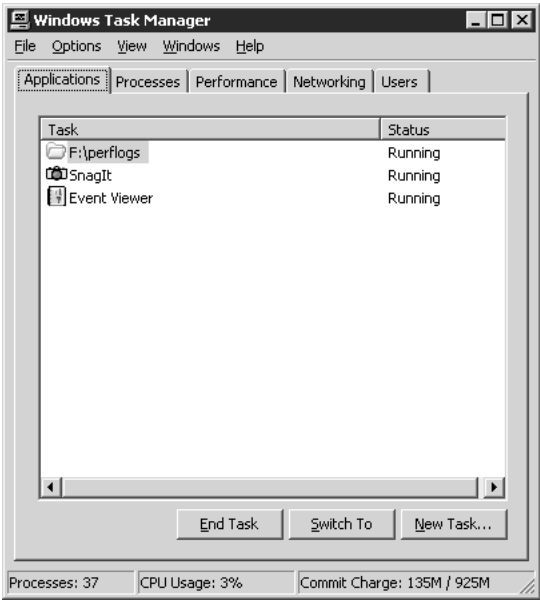 Windows Task Manager
File Options View Windows Help
Applications Processes Performance Networking Users
Task Status
F:\perflogs Running
SnagIt Running
Event Viewer Running
End Task Switch To New Task...
Processes: 37 CPU Usage: 3% Commit Charge: 135M / 925M